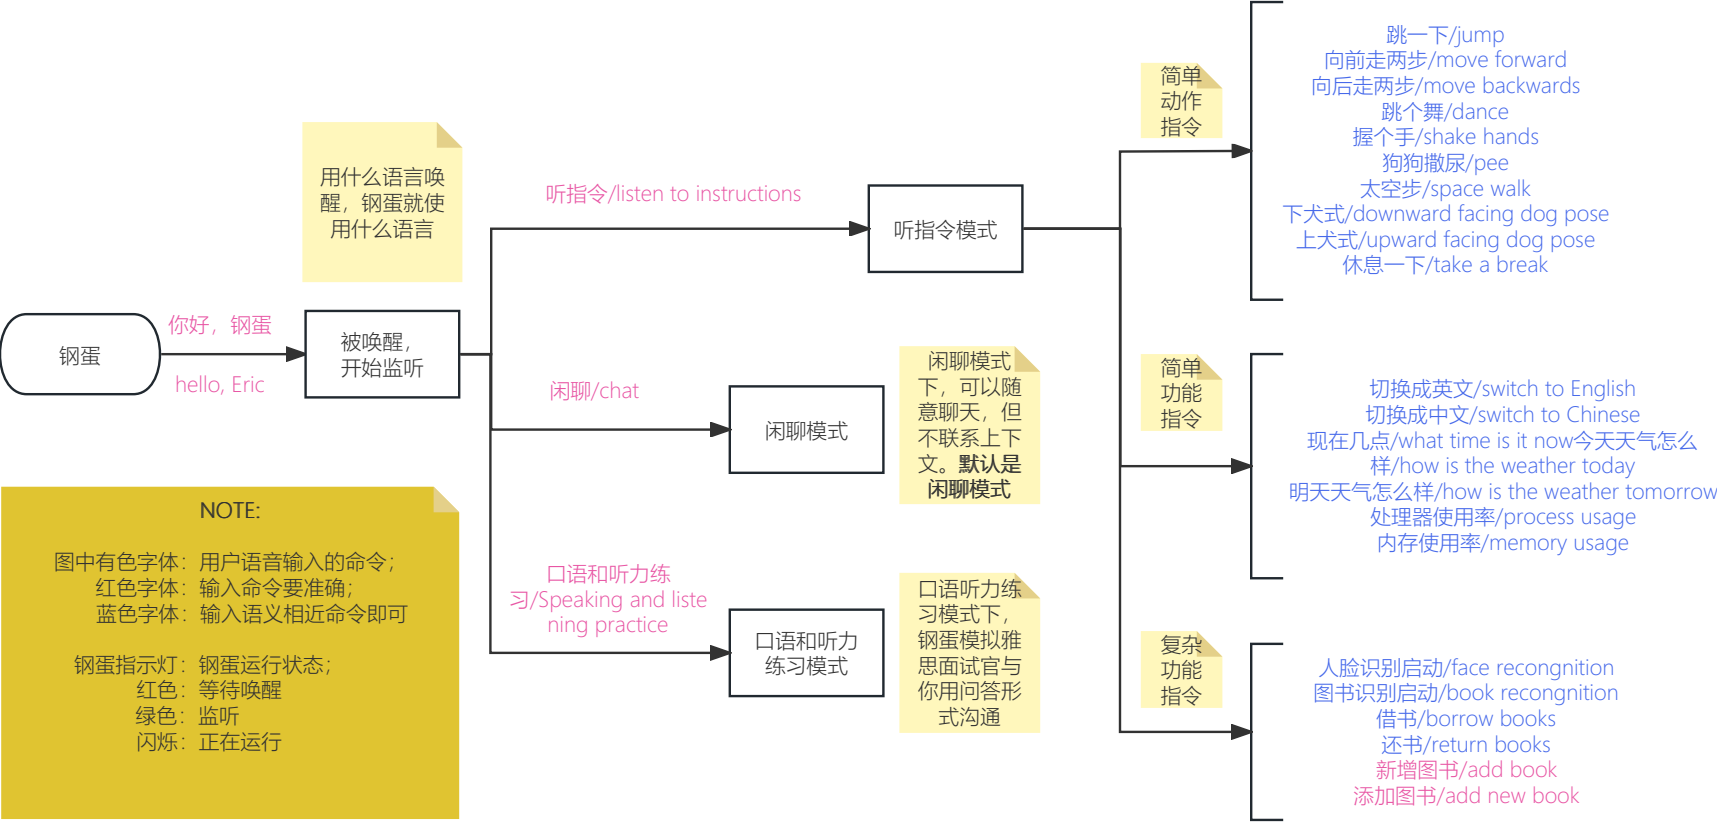 钢蛋
你好，钢蛋
hello, Eric
用什么语言唤
醒，钢蛋就使
用什么语言
被唤醒，
开始监听
听指令/listen to instructions
听指令模式
闲聊/chat
闲聊模式
闲聊模式
下，可以随
意聊天，但
不联系上下
文。默认是
闲聊模式
口语和听力练
习/Speaking and liste
ning practice
口语和听力
练习模式
口语听力练
习模式下，
钢蛋模拟雅
思面试官与
你用问答形
式沟通
简单
动作
指令
跳一下/jump
向前走两步/move forward
向后走两步/move backwards
跳个舞/dance
握个手/shake hands
狗狗撒尿/pee
太空步/space walk
下犬式/downward facing dog pose
上犬式/upward facing dog pose
休息一下/take a break
简单
功能
指令
切换成英文/switch to English
切换成中文/switch to Chinese
现在几点/what time is it now今天天气怎么
样/how is the weather today
明天天气怎么样/how is the weather tomorrow
处理器使用率/process usage
内存使用率/memory usage
复杂
功能
指令
人脸识别启动/face recongnition
图书识别启动/book recongnition
借书/borrow books
还书/return books
新增图书/add book
添加图书/add new book
NOTE:
图中有色字体：用户语音输入的命令；
红色字体：输入命令要准确；
蓝色字体：输入语义相近命令即可
钢蛋指示灯：钢蛋运行状态；
红色：等待唤醒
绿色：监听
闪烁：正在运行